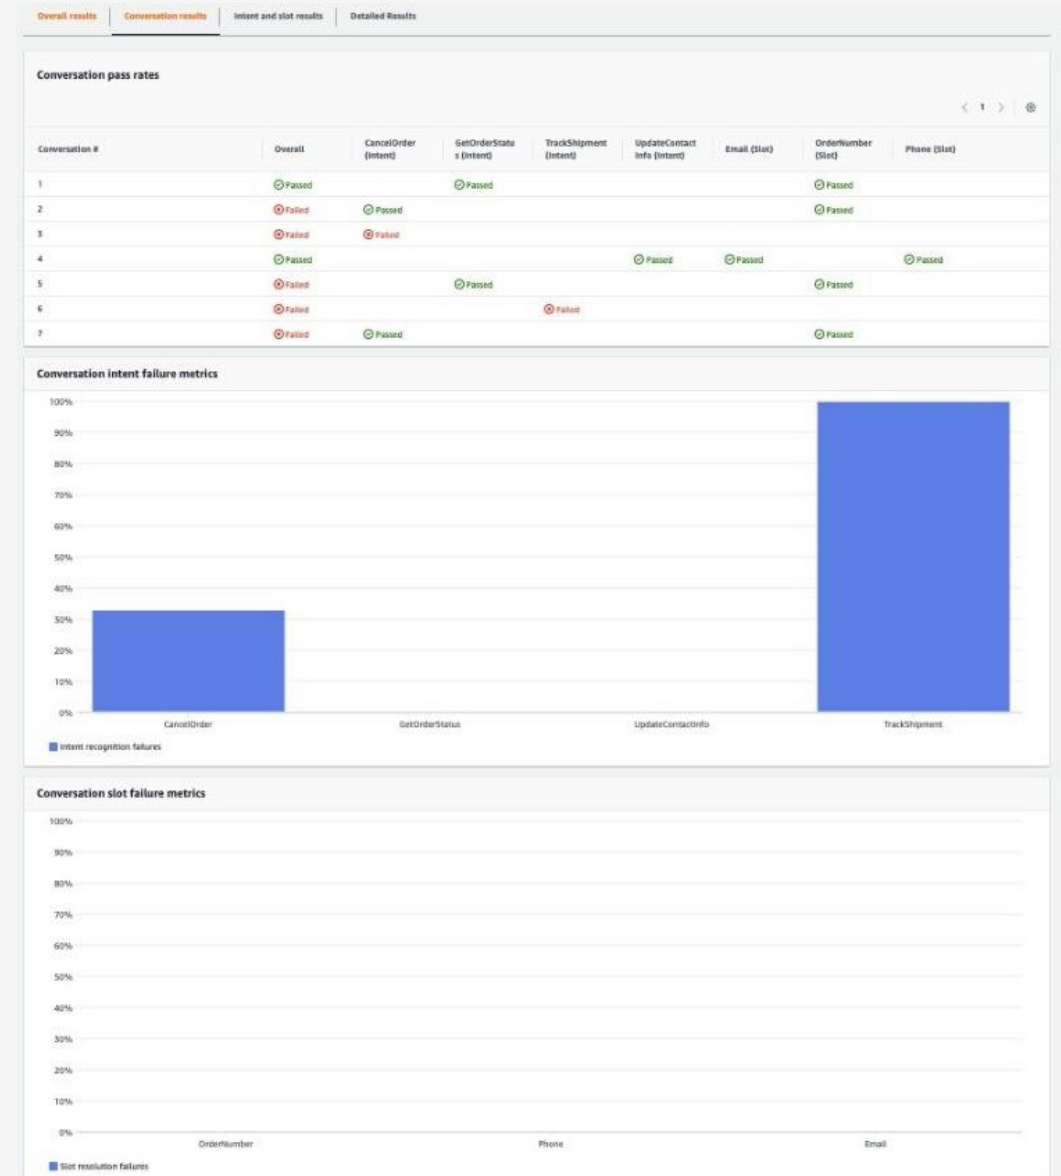 Overall results Conversation results Intent and slot results Detailed Results
Conversation pass rates
1
Conversation # Overall CancelOrder (Intent) GetOrderStatu s (Intent) TrackShipment (Intent) UpdateContact Info (Intent) Email (Slot) OrderNumber (Slot) Phone (Slot)
1 Passed Passed Passed
2 Failed Passed Passed
3 Failed Failed
4 Passed Passed Passed Passed
5 Failed Passed Passed
6 Failed Failed
7 Failed Passed Passed
Conversation intent failure metrics
100%
90%
80%
70%
60%
50%
40%
30%
20%
10%
0%
CancelOrder GetOrderStatus UpdateContactInfo TrackShipment
Intent recognition failures
Conversation slot failure metrics
100%
90%
80%
70%
60%
50%
40%
30%
20%
10%
0%
OrderNumber Phone Email
Slot resolution failures